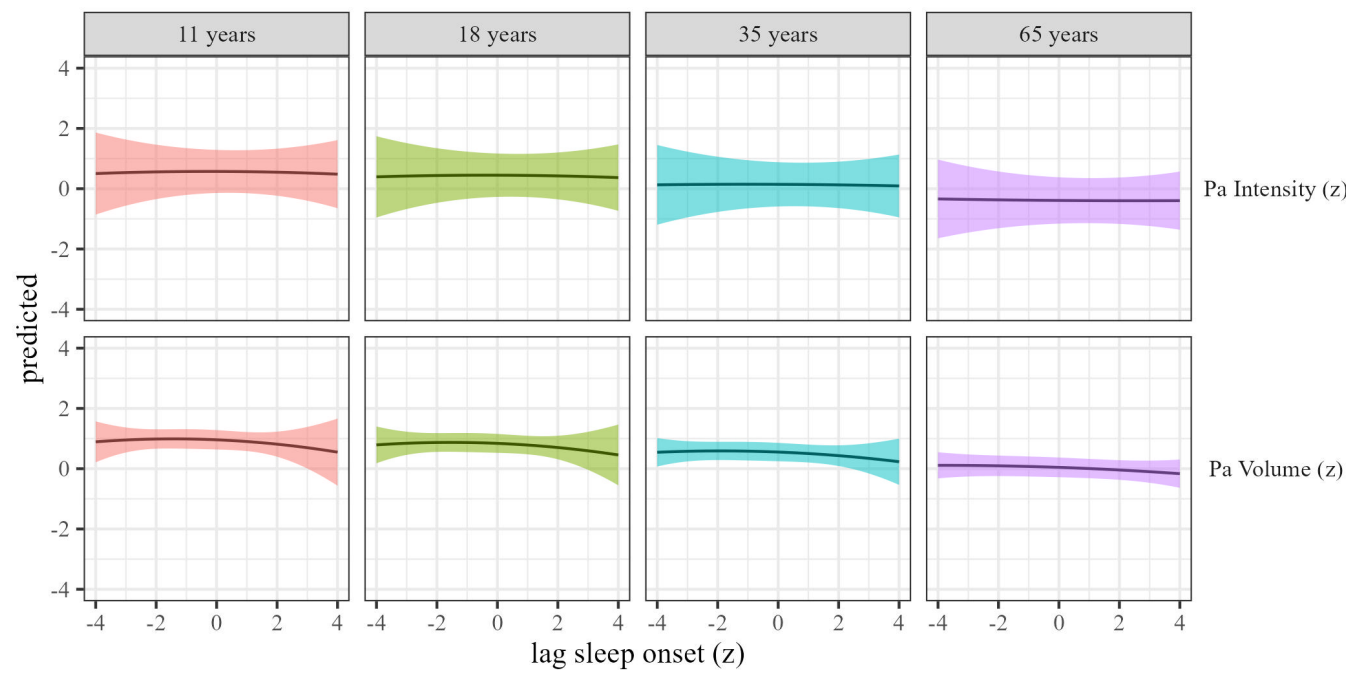 11 years 18 years 35 years 65 years
4
2
0
-2
-4
Pa Intensity (z)
predicted
4
2
0
-2
-4
Pa Volume (z)
-4 -2 0 2 4 -4 -2 0 2 4 -4 -2 0 2 4 -4 -2 0 2 4
lag sleep onset (z)